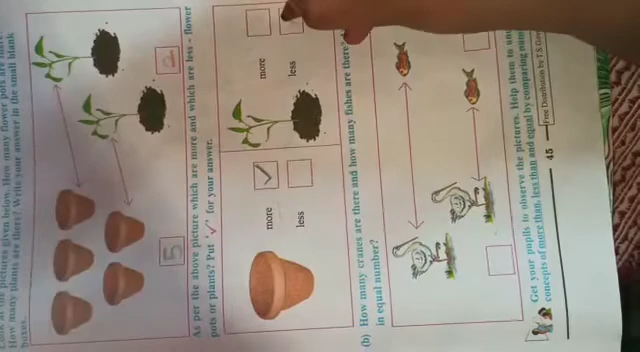 at the pictures given below. How many flower pots are
How many plants are there? Write your answer in the small blank
boxes.
2
5
As per the above picture which are more and which are less - flower
pots or plants? Put '✓' for your answer.
more
✓
less
more
less
(b) How many cranes are there and how many fishes are there
in equal number?
Get your pupils to observe the pictures. Help them to
concepts of more than, less than and equal by comparing
45
Free Distribution by T.S.